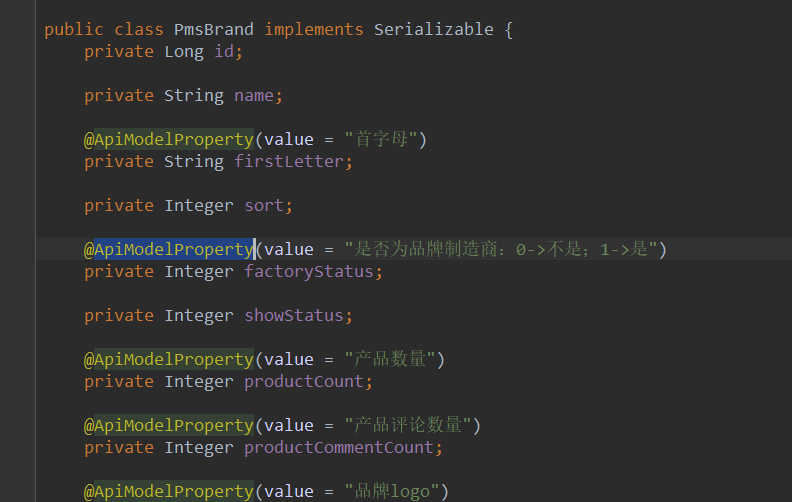 public class PmsBrand implements Serializable {
private Long id;
private String name;
@ApiModelProperty(value = "首字母")
private String firstLetter;
private Integer sort;
@ApiModelProperty(value = "是否为品牌制造商：0->不是；1->是")
private Integer factoryStatus;
private Integer showStatus;
@ApiModelProperty(value = "产品数量")
private Integer productCount;
@ApiModelProperty(value = "产品评论数量")
private Integer productCommentCount;
@ApiModelProperty(value = "品牌logo")